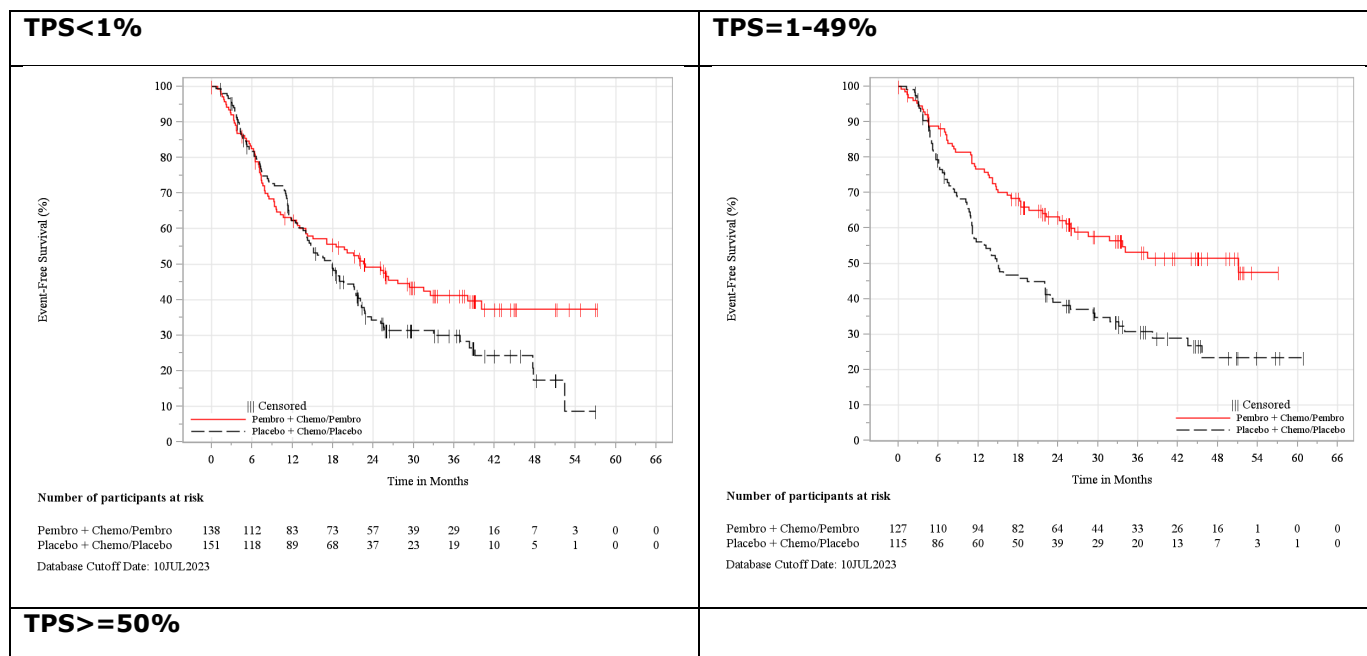 TPS<1%
TPS=1-49%
100
90
80
70
60
50
40
30
20
10
0
Event-Free Survival (%)
||| Censored
Pembro + Chemo/Pembro
Placebo + Chemo/Placebo
0 6 12 18 24 30 36 42 48 54 60 66
Time in Months
Number of participants at risk
Pembro + Chemo/Pembro 138 112 83 73 57 39 29 16 7 3 0 0
Placebo + Chemo/Placebo 151 118 89 68 37 23 19 10 5 1 0 0
Database Cutoff Date: 10JUL2023
100
90
80
70
60
50
40
30
20
10
0
Event-Free Survival (%)
||| Censored
Pembro + Chemo/Pembro
Placebo + Chemo/Placebo
0 6 12 18 24 30 36 42 48 54 60 66
Time in Months
Number of participants at risk
Pembro + Chemo/Pembro 127 110 94 82 64 44 33 26 16 1 0 0
Placebo + Chemo/Placebo 115 86 60 50 39 29 20 13 7 3 1 0
Database Cutoff Date: 10JUL2023
TPS>=50%